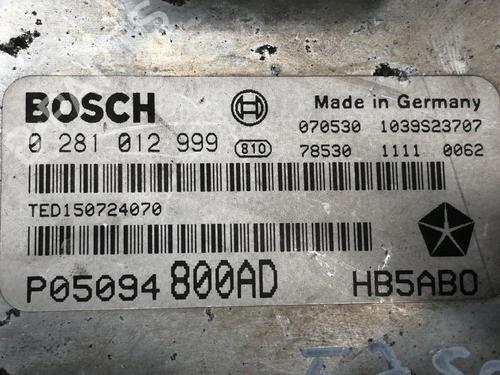 BOSCH Made in Germany
0 281 012 999 810 070530 1039S23707
78530 1111 0062
TED150724070
P05094 800AD HB5AB0